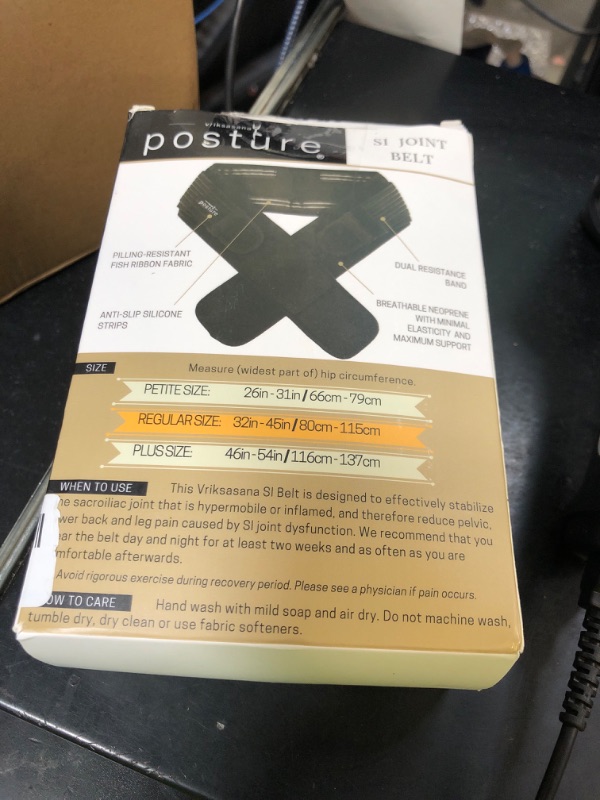 Vriksasana
posture
SI JOINT
BELT
posture
PILLING-RESISTANT
FISH RIBBON FABRIC
DUAL RESISTANCE
BAND
ANTI-SLIP SILICONE
STRIPS
BREATHABLE NEOPRENE
WITH MINIMAL
ELASTICITY AND
MAXIMUM SUPPORT
SIZE
Measure (widest part of) hip circumference.
PETITE SIZE: 26in-31in/66cm-79cm
REGULAR SIZE: 32in-45in/80cm-115cm
PLUS SIZE: 46in-54in/116cm-137cm
WHEN TO USE This Vriksasana SI Belt is designed to effectively stabilize
he sacroiliac joint that is hypermobile or inflamed, and therefore reduce pelvic,
wer back and leg pain caused by SI joint dysfunction. We recommend that you
ar the belt day and night for at least two weeks and as often as you are
mfortable afterwards.
Avoid rigorous exercise during recovery period. Please see a physician if pain occurs.
OW TO CARE Hand wash with mild soap and air dry. Do not machine wash,
tumble dry, dry clean or use fabric softeners.